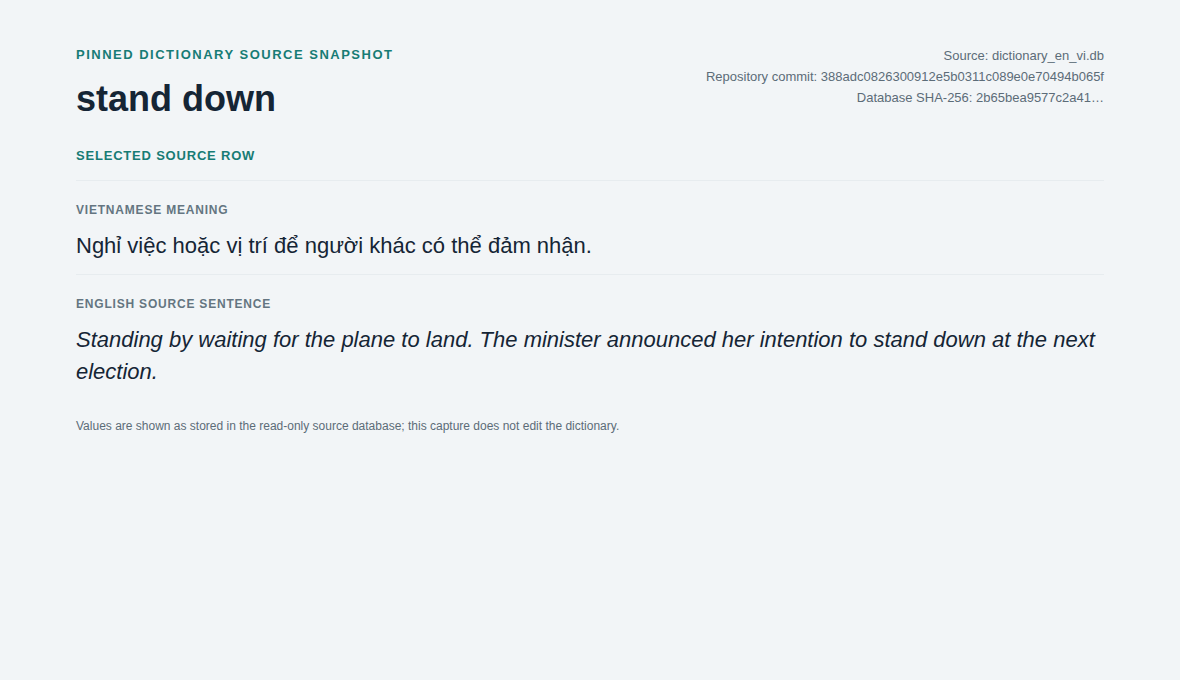 PINNED DICTIONARY SOURCE SNAPSHOT
stand down
Source: dictionary_en_vi.db
Repository commit: 388adc0826300912e5b0311c089e0e70494b065f
Database SHA-256: 2b65bea9577c2a41…
SELECTED SOURCE ROW
VIETNAMESE MEANING
Nghỉ việc hoặc vị trí để người khác có thể đảm nhận.
ENGLISH SOURCE SENTENCE
Standing by waiting for the plane to land. The minister announced her intention to stand down at the next
election.
Values are shown as stored in the read-only source database; this capture does not edit the dictionary.